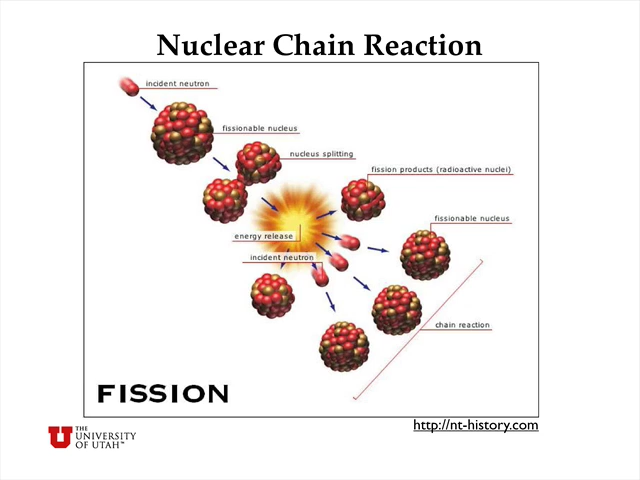 Nuclear Chain Reaction
incident neutron
fissionable nucleus
nucleus splitting
fission products (radioactive nuclei)
fissionable nucleus
energy release
incident neutron
chain reaction
FISSION
http://nt-history.com
U
THE
UNIVERSITY
OF UTAH™